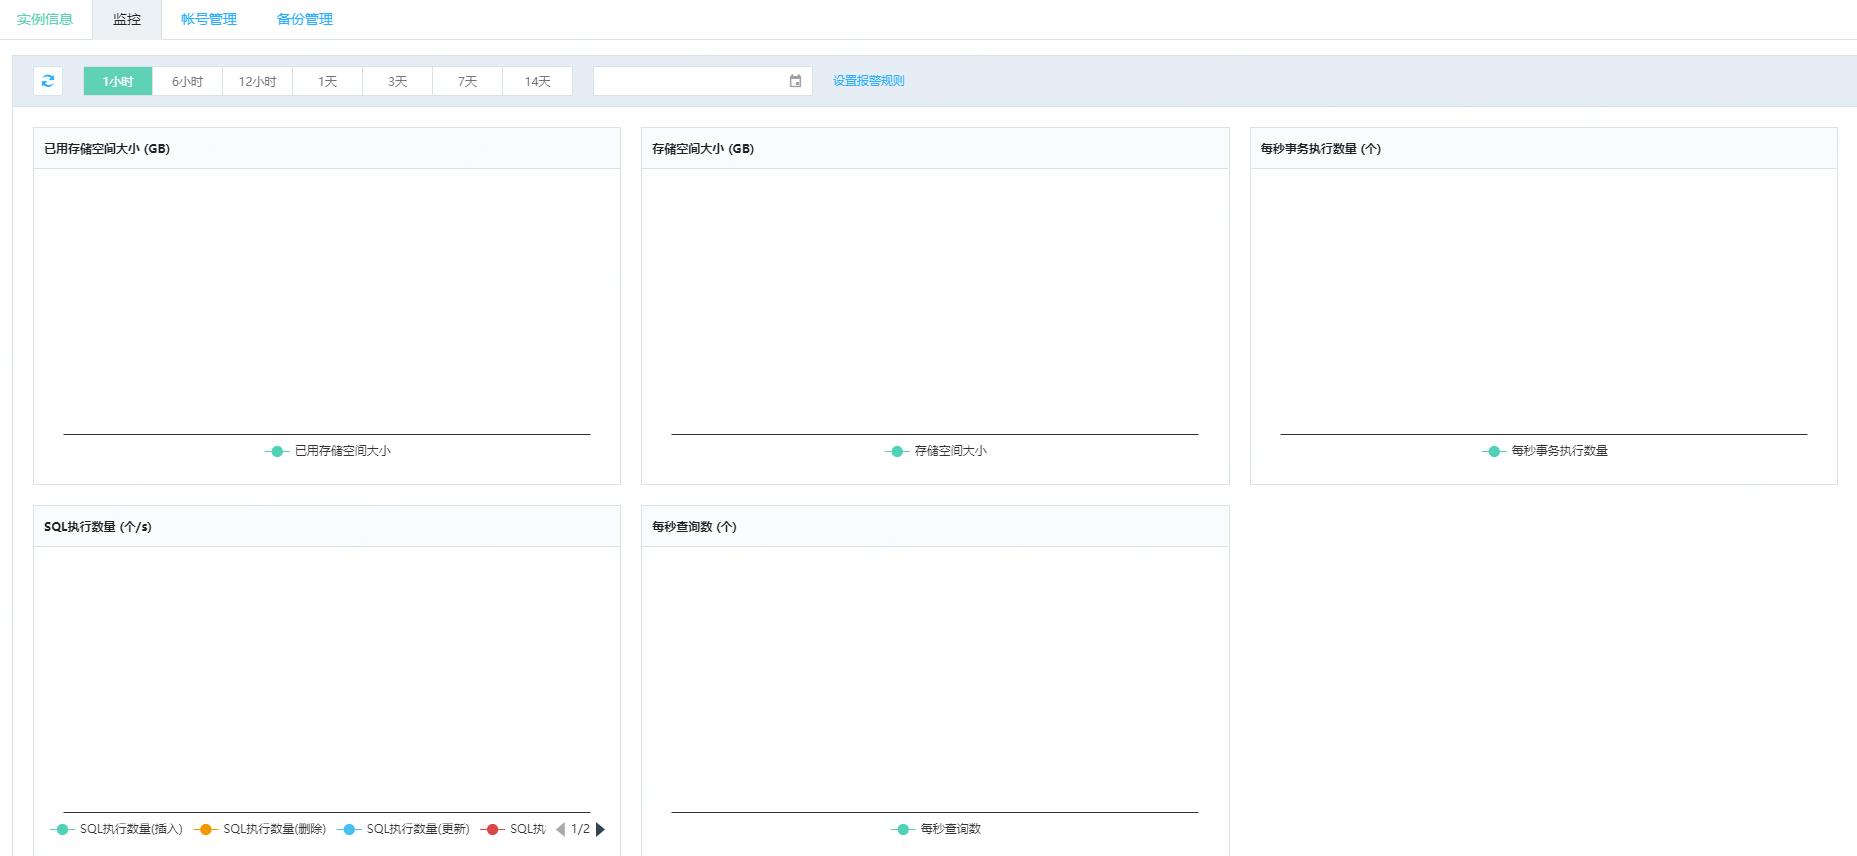 实例信息 监控 帐号管理 备份管理
1小时 6小时 12小时 1天 3天 7天 14天 设置报警规则
已用存储空间大小 (GB)
已用存储空间大小
存储空间大小 (GB)
存储空间大小
每秒事务执行数量 (个)
每秒事务执行数量
SQL执行数量 (个/s)
SQL执行数量(插入) SQL执行数量(删除) SQL执行数量(更新) SQL执 1/2
每秒查询数 (个)
每秒查询数